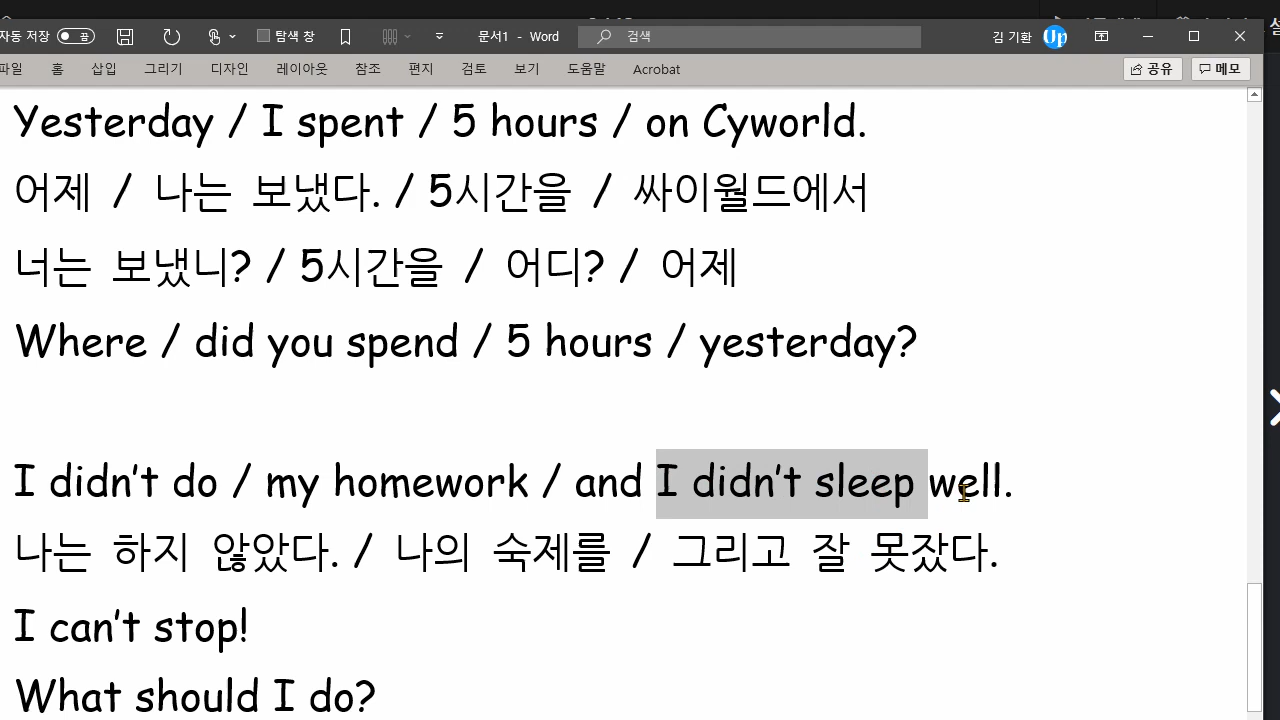 자동 저장 끔 탐색 창 문서1 - Word 검색 김 기환 Up
파일 홈 삽입 그리기 디자인 레이아웃 참조 편지 검토 보기 도움말 Acrobat 공유 메모
Yesterday / I spent / 5 hours / on Cyworld.
어제 / 나는 보냈다. / 5시간을 / 싸이월드에서
너는 보냈니? / 5시간을 / 어디? / 어제
Where / did you spend / 5 hours / yesterday?
I didn't do / my homework / and I didn't sleep well.
나는 하지 않았다. / 나의 숙제를 / 그리고 잘 못잤다.
I can't stop!
What should I do?